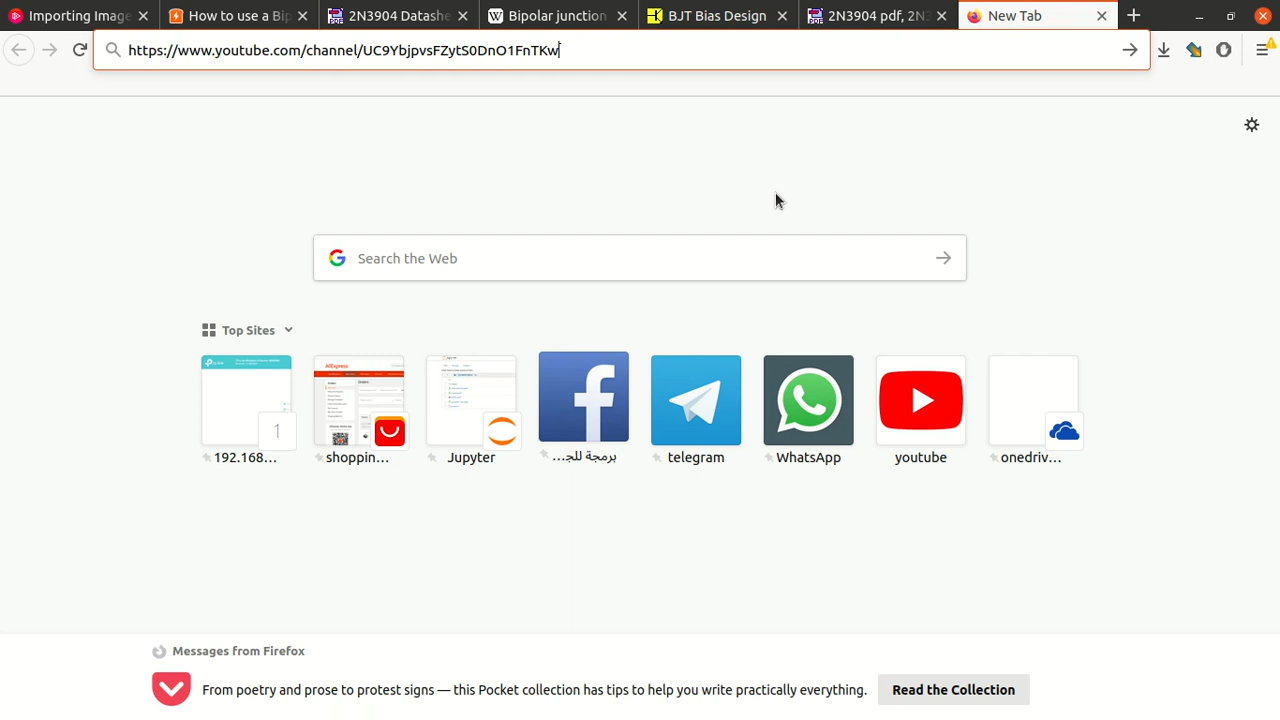 Importing Image
How to use a Bip
2N3904 Datashe
Bipolar junction
BJT Bias Design
2N3904 pdf, 2N3
New Tab
https://www.youtube.com/channel/UC9YbjpvsFZytS0DnO1FnTKw
Search the Web
Top Sites
1
192.168...
shoppin...
Jupyter
برمجة للج...
telegram
WhatsApp
youtube
onedriv...
Messages from Firefox
From poetry and prose to protest signs — this Pocket collection has tips to help you write practically everything.
Read the Collection